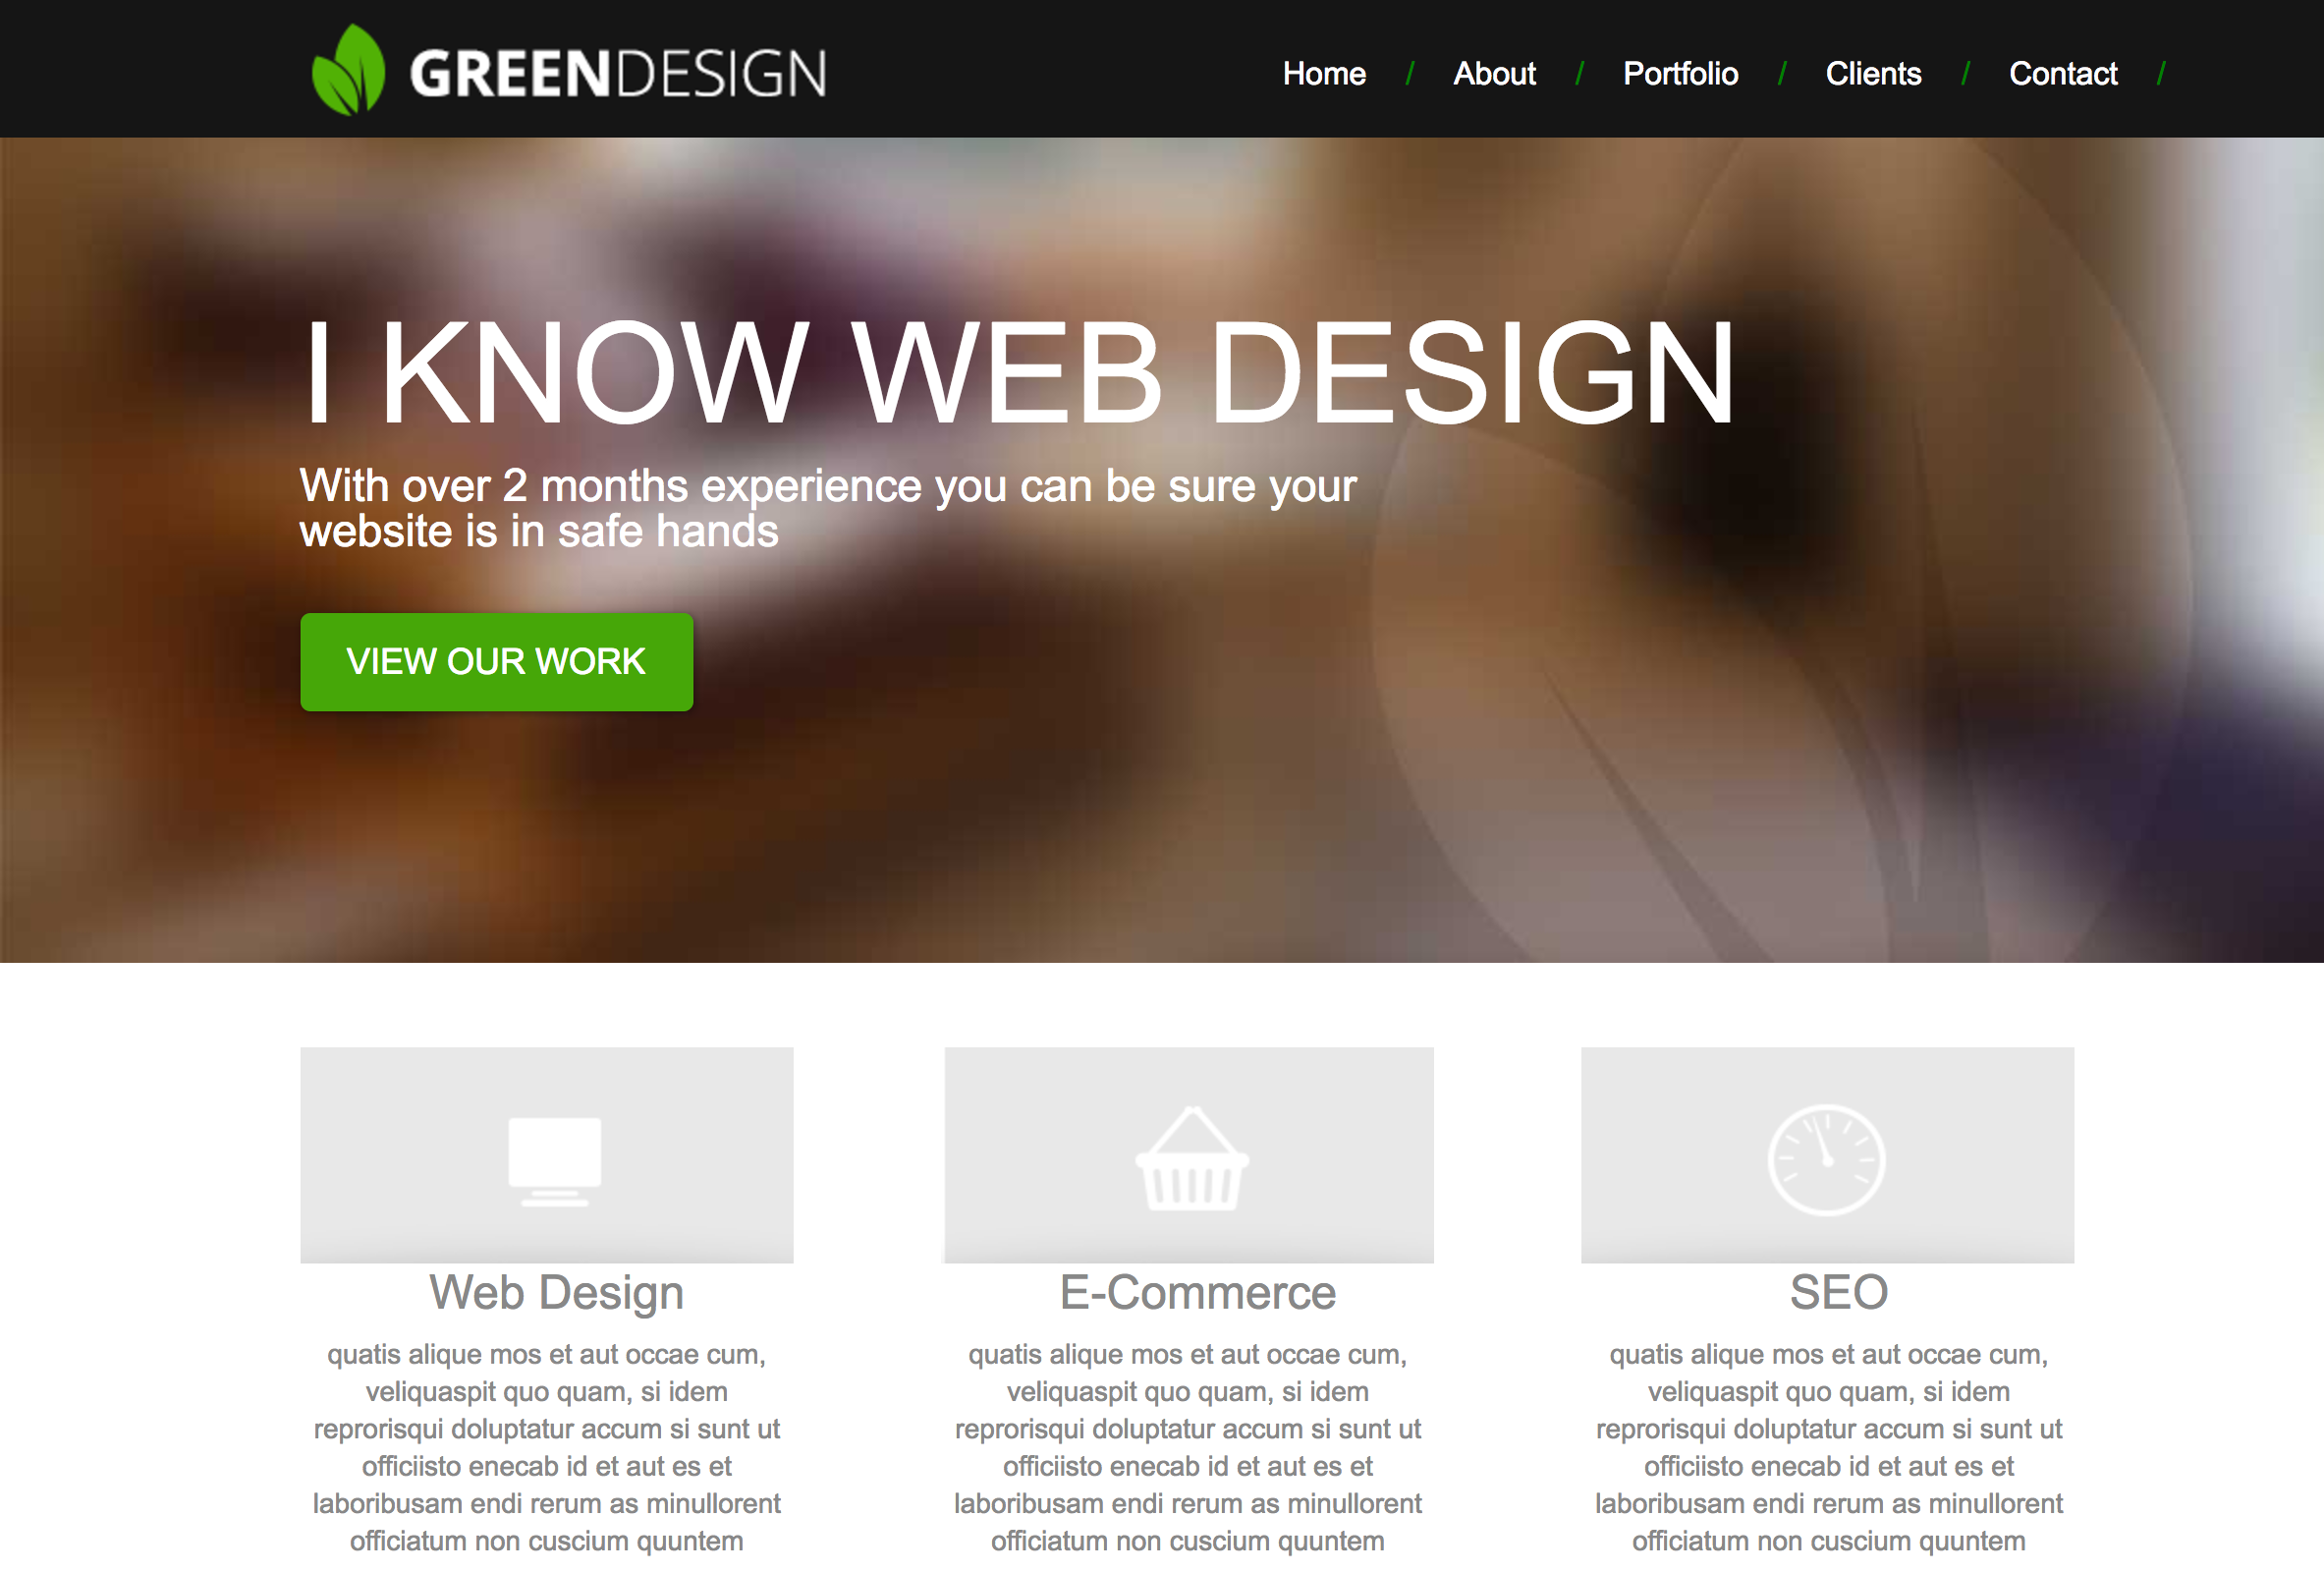 GREENDESIGN
Home / About / Portfolio / Clients / Contact /
I KNOW WEB DESIGN
With over 2 months experience you can be sure your
website is in safe hands
VIEW OUR WORK
Web Design
quatis alique mos et aut occae cum,
veliquaspit quo quam, si idem
reprorisqui doluptatur accum si sunt ut
officiisto enecab id et aut es et
laboribusam endi rerum as minullorent
officiatum non cuscium quuntem
E-Commerce
quatis alique mos et aut occae cum,
veliquaspit quo quam, si idem
reprorisqui doluptatur accum si sunt ut
officiisto enecab id et aut es et
laboribusam endi rerum as minullorent
officiatum non cuscium quuntem
SEO
quatis alique mos et aut occae cum,
veliquaspit quo quam, si idem
reprorisqui doluptatur accum si sunt ut
officiisto enecab id et aut es et
laboribusam endi rerum as minullorent
officiatum non cuscium quuntem